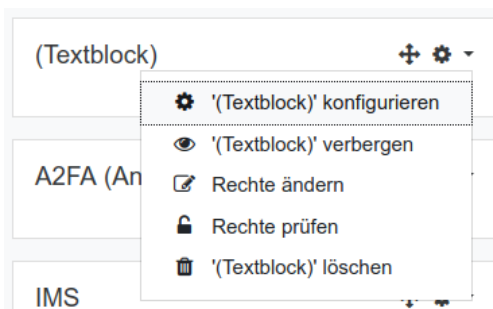 (Textblock)
'(Textblock)' konfigurieren
'(Textblock)' verbergen
A2FA (An
Rechte ändern
Rechte prüfen
'(Textblock)' löschen
IMS